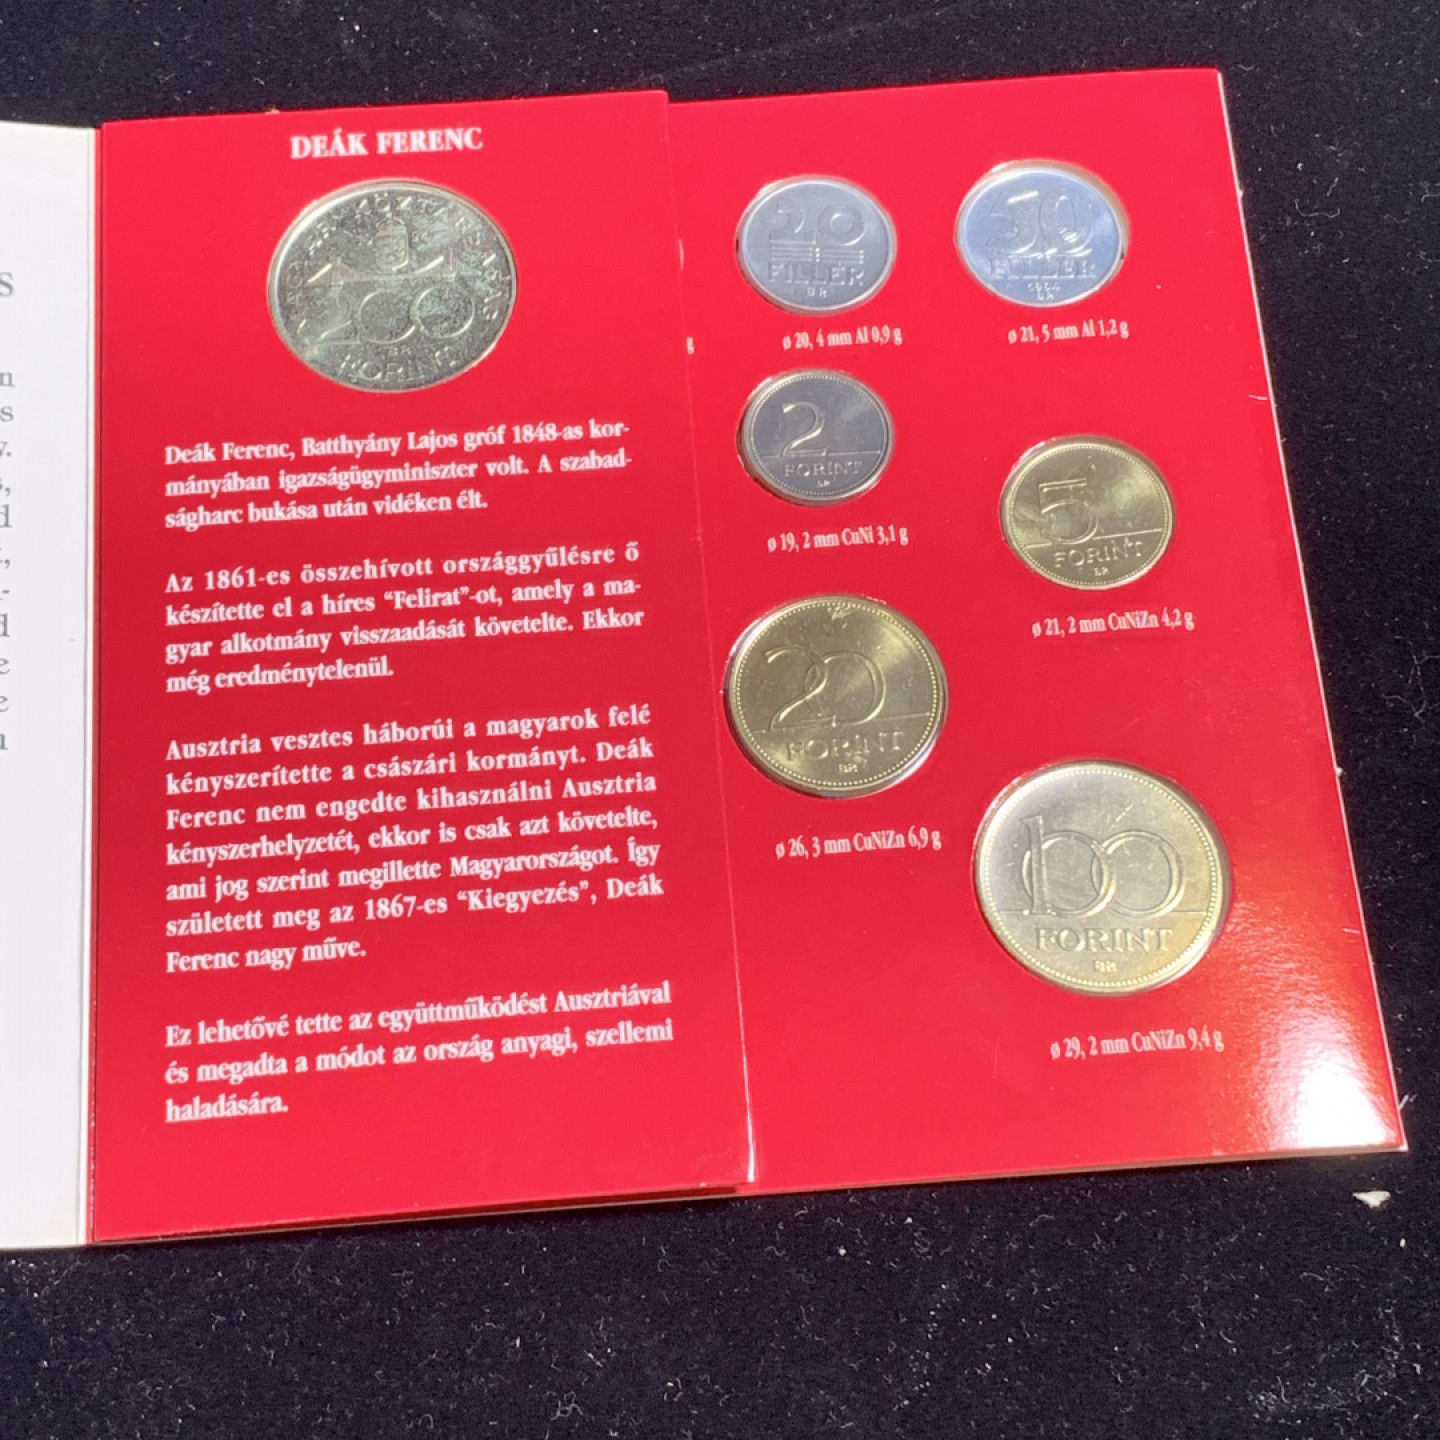 DEÁK FERENC
200
FORINT
Deák Ferenc, Batthyány Lajos gróf 1848-as kor-
mányában igazságügyminiszter volt. A szabad-
ságharc bukása után vidéken élt.
Az 1861-es összehívott országgyűlésre ő
készítette el a híres “Felirat”-ot, amely a ma-
gyar alkotmány visszaadását követelte. Ekkor
még eredménytelenül.
Ausztria vesztes háborúi a magyarok felé
kényszerítette a császári kormányt. Deák
Ferenc nem engedte kihasználni Ausztria
kényszerhelyzetét, ekkor is csak azt követelte,
ami jog szerint megillette Magyarországot. Így
született meg az 1867-es “Kiegyezés”, Deák
Ferenc nagy műve.
Ez lehetővé tette az együttműködést Ausztriával
és megadta a módot az ország anyagi, szellemi
haladására.
20
FILLÉR
BP.
ø 20, 4 mm Al 0,9 g
50
FILLÉR
1994
BP.
ø 21, 5 mm Al 1,2 g
g
2
FORINT
BP.
ø 19, 2 mm CuNi 3,1 g
5
FORINT
BP.
ø 21, 2 mm CuNiZn 4,2 g
20
FORINT
BP.
ø 26, 3 mm CuNiZn 6,9 g
100
FORINT
BP.
ø 29, 2 mm CuNiZn 9,4 g